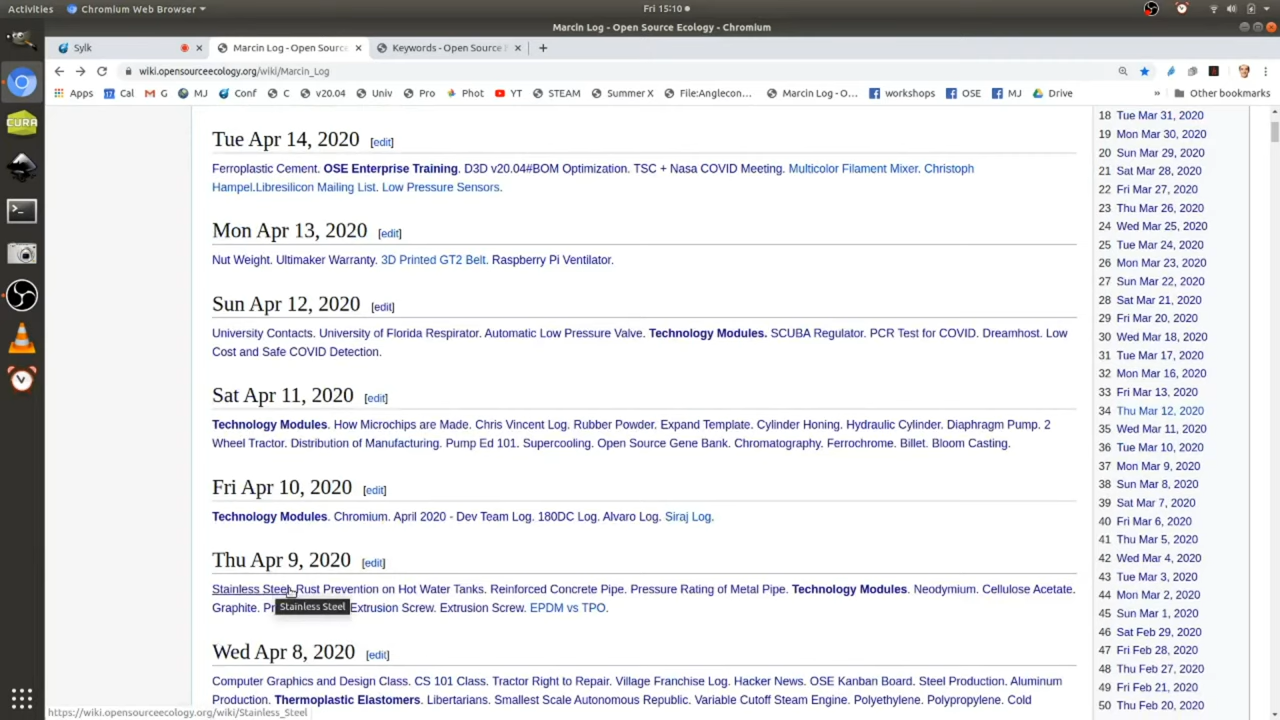 Activities Chromium Web Browser Fri 15:10
Marcin Log - Open Source Ecology - Chromium
Sylk Marcin Log - Open Source Keywords - Open Source
wiki.opensourceecology.org/wiki/Marcin_Log
Apps Cal G MJ Conf C v20.04 Univ Pro Phot YT STEAM Summer X File:Anglecon... Marcin Log - O... workshops OSE MJ Drive » Other bookmarks
Tue Apr 14, 2020 [edit]
Ferroplastic Cement. OSE Enterprise Training. D3D v20.04#BOM Optimization. TSC + Nasa COVID Meeting. Multicolor Filament Mixer. Christoph
Hampel.Libresilicon Mailing List. Low Pressure Sensors.
Mon Apr 13, 2020 [edit]
Nut Weight. Ultimaker Warranty. 3D Printed GT2 Belt. Raspberry Pi Ventilator.
Sun Apr 12, 2020 [edit]
University Contacts. University of Florida Respirator. Automatic Low Pressure Valve. Technology Modules. SCUBA Regulator. PCR Test for COVID. Dreamhost. Low
Cost and Safe COVID Detection.
Sat Apr 11, 2020 [edit]
Technology Modules. How Microchips are Made. Chris Vincent Log. Rubber Powder. Expand Template. Cylinder Honing. Hydraulic Cylinder. Diaphragm Pump. 2
Wheel Tractor. Distribution of Manufacturing. Pump Ed 101. Supercooling. Open Source Gene Bank. Chromatography. Ferrochrome. Billet. Bloom Casting.
Fri Apr 10, 2020 [edit]
Technology Modules. Chromium. April 2020 - Dev Team Log. 180DC Log. Alvaro Log. Siraj Log.
Thu Apr 9, 2020 [edit]
Stainless Steel. Rust Prevention on Hot Water Tanks. Reinforced Concrete Pipe. Pressure Rating of Metal Pipe. Technology Modules. Neodymium. Cellulose Acetate.
Graphite. Extrusion Screw. Extrusion Screw. EPDM vs TPO.
Stainless Steel
Wed Apr 8, 2020 [edit]
Computer Graphics and Design Class. CS 101 Class. Tractor Right to Repair. Village Franchise Log. Hacker News. OSE Kanban Board. Steel Production. Aluminum
Production. Thermoplastic Elastomers. Libertarians. Smallest Scale Autonomous Republic. Variable Cutoff Steam Engine. Polyethylene. Polypropylene. Cold
https://wiki.opensourceecology.org/wiki/Stainless_Steel
18 Tue Mar 31, 2020
19 Mon Mar 30, 2020
20 Sun Mar 29, 2020
21 Sat Mar 28, 2020
22 Fri Mar 27, 2020
23 Thu Mar 26, 2020
24 Wed Mar 25, 2020
25 Tue Mar 24, 2020
26 Mon Mar 23, 2020
27 Sun Mar 22, 2020
28 Sat Mar 21, 2020
29 Fri Mar 20, 2020
30 Wed Mar 18, 2020
31 Tue Mar 17, 2020
32 Mon Mar 16, 2020
33 Fri Mar 13, 2020
34 Thu Mar 12, 2020
35 Wed Mar 11, 2020
36 Tue Mar 10, 2020
37 Mon Mar 9, 2020
38 Sun Mar 8, 2020
39 Sat Mar 7, 2020
40 Fri Mar 6, 2020
41 Thu Mar 5, 2020
42 Wed Mar 4, 2020
43 Tue Mar 3, 2020
44 Mon Mar 2, 2020
45 Sun Mar 1, 2020
46 Sat Feb 29, 2020
47 Fri Feb 28, 2020
48 Thu Feb 27, 2020
49 Fri Feb 21, 2020
50 Thu Feb 20, 2020
CURA